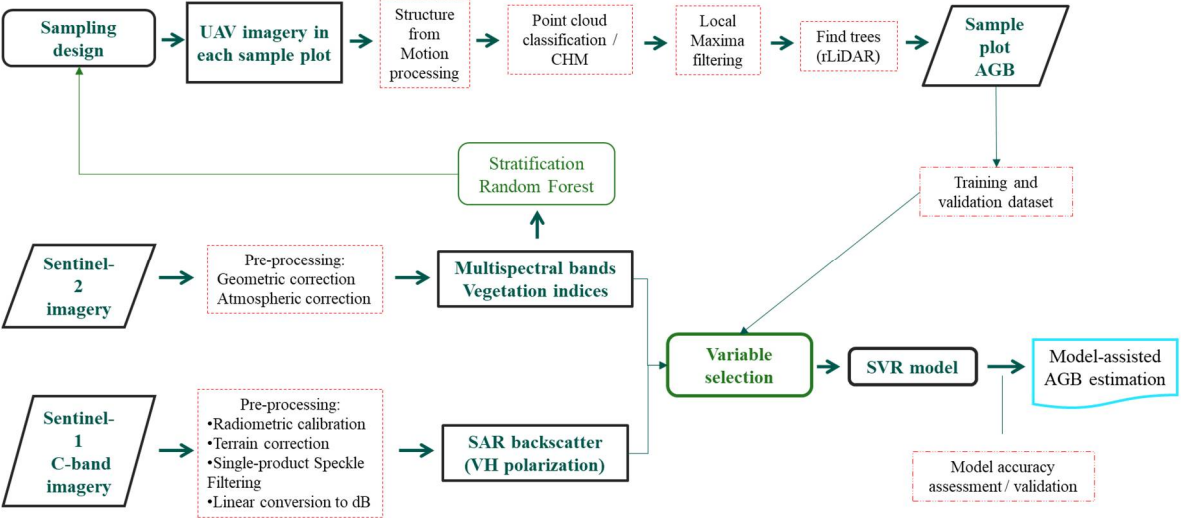 Sampling
design
UAV imagery in
each sample plot
Structure
from
Motion
processing
Point cloud
classification /
CHM
Local
Maxima
filtering
Find trees
(rLiDAR)
Sample
plot
AGB
Stratification
Random Forest
Training and
validation dataset
Sentinel-
2
imagery
Pre-processing:
Geometric correction
Atmospheric correction
Multispectral bands
Vegetation indices
Variable
selection
SVR model
Model-assisted
AGB estimation
Sentinel-
1
C-band
imagery
Pre-processing:
•Radiometric calibration
•Terrain correction
•Single-product Speckle
Filtering
•Linear conversion to dB
SAR backscatter
(VH polarization)
Model accuracy
assessment / validation